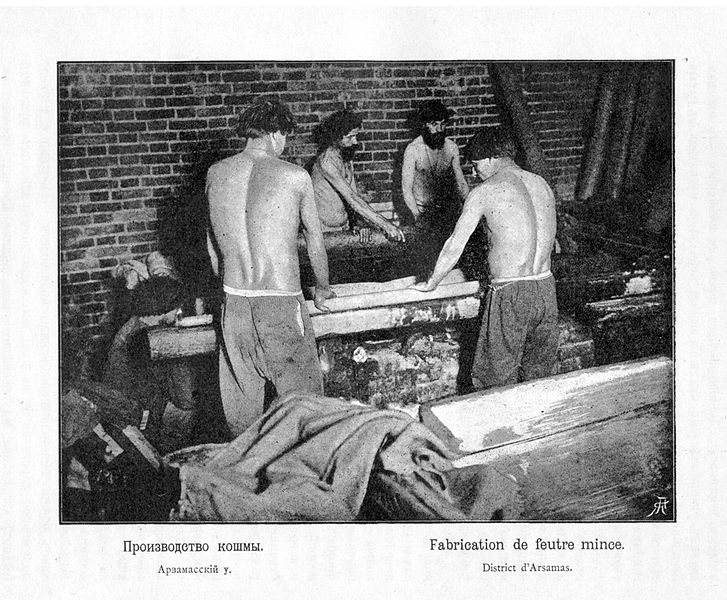 Производство кошмы.
Арзамасскій у.
Fabrication de feutre mince.
District d'Arsamas.